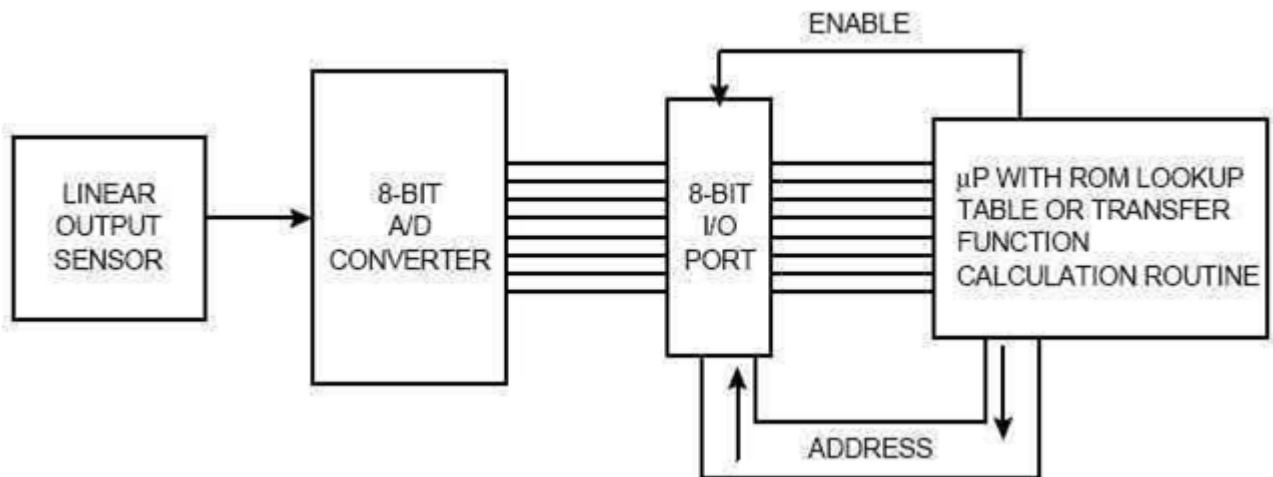 ENABLE
LINEAR
OUTPUT
SENSOR
8-BIT
A/D
CONVERTER
8-BIT
I/O
PORT
µP WITH ROM LOOKUP
TABLE OR TRANSFER
FUNCTION
CALCULATION ROUTINE
ADDRESS